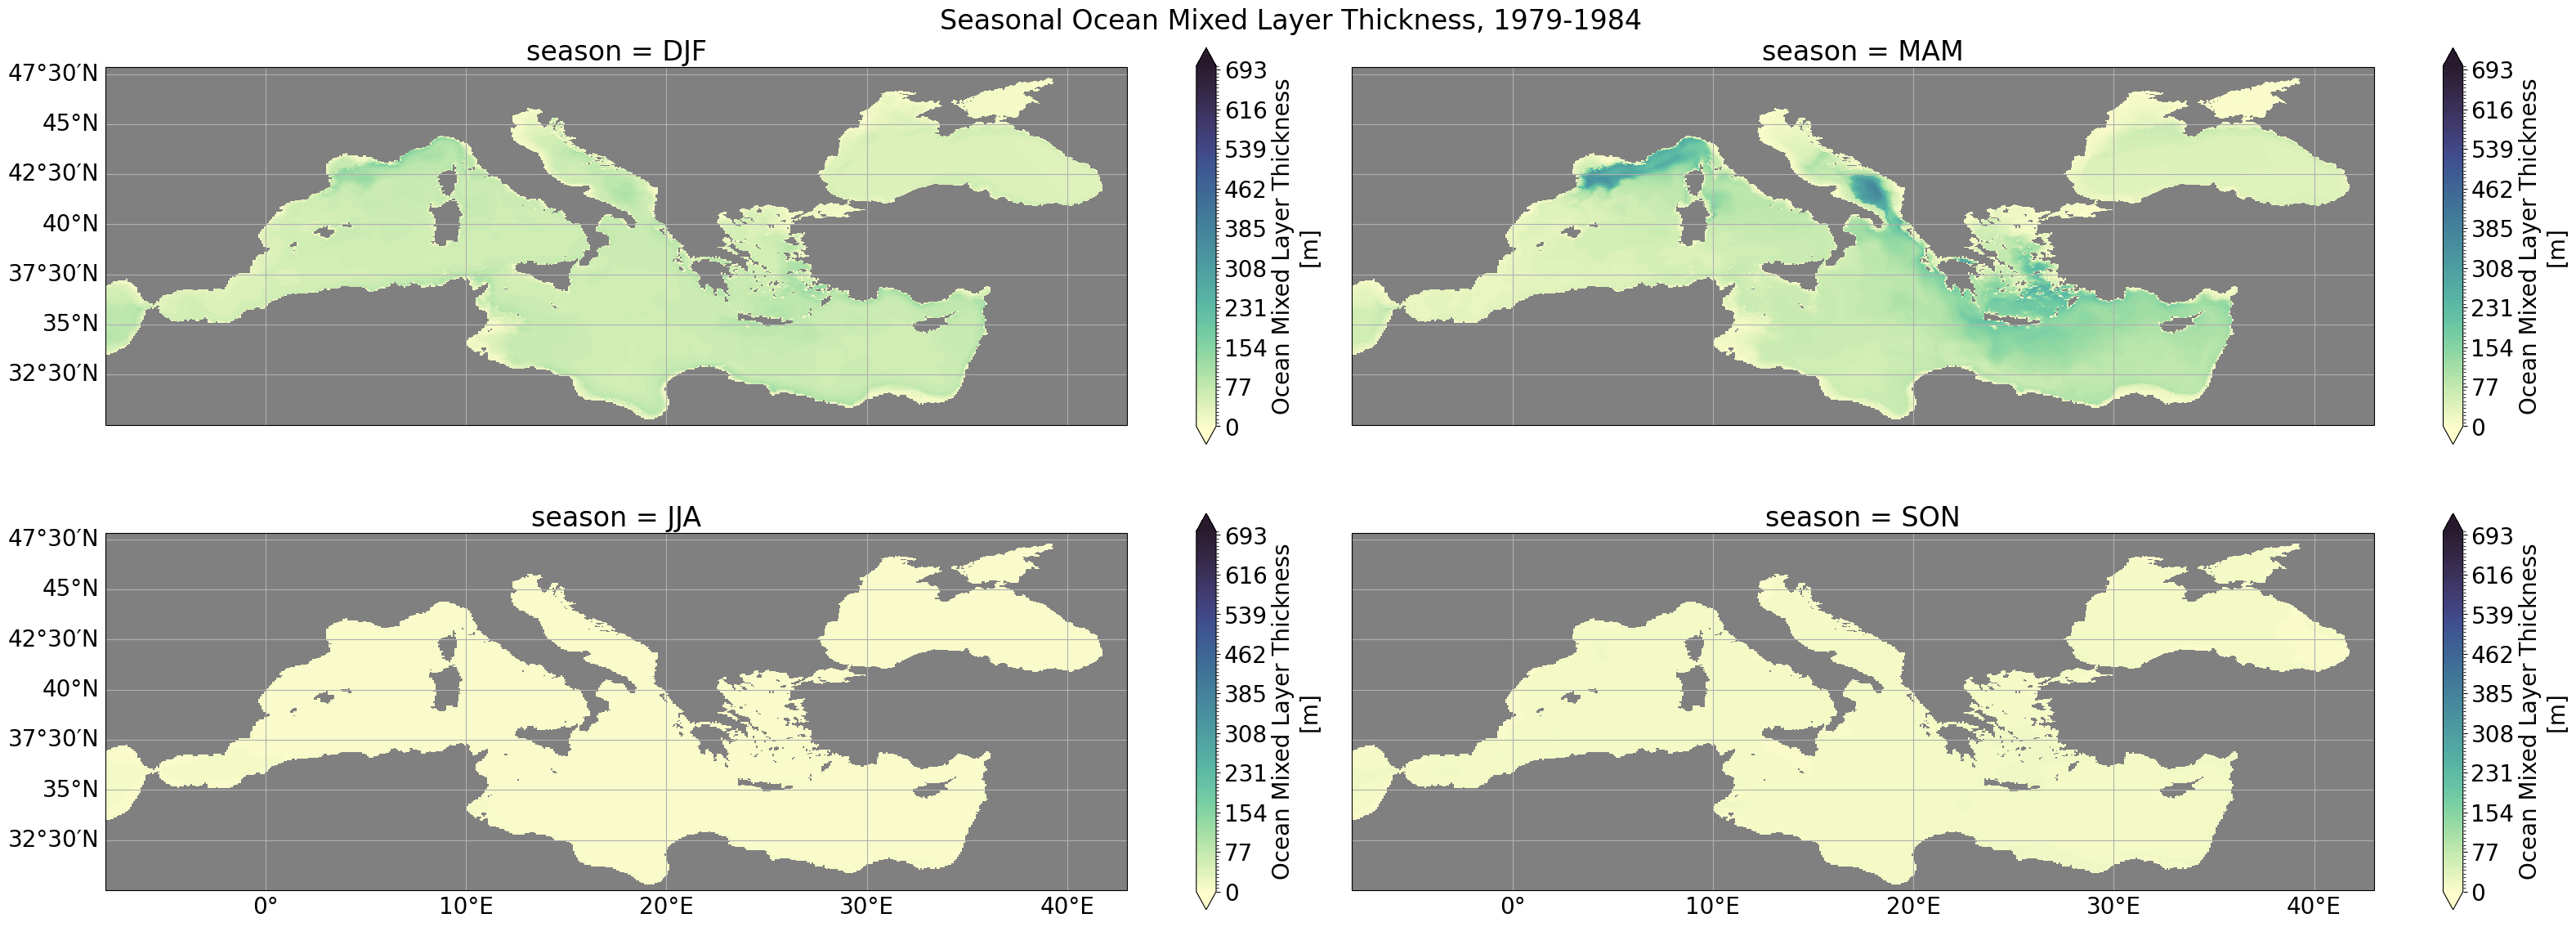 Seasonal Ocean Mixed Layer Thickness, 1979-1984
season = DJF
47°30′N
45°N
42°30′N
40°N
37°30′N
35°N
32°30′N
693
616
539
462
385
308
231
154
77
0
Ocean Mixed Layer Thickness
[m]
season = MAM
693
616
539
462
385
308
231
154
77
0
Ocean Mixed Layer Thickness
[m]
season = JJA
47°30′N
45°N
42°30′N
40°N
37°30′N
35°N
32°30′N
0°
10°E
20°E
30°E
40°E
693
616
539
462
385
308
231
154
77
0
Ocean Mixed Layer Thickness
[m]
season = SON
0°
10°E
20°E
30°E
40°E
693
616
539
462
385
308
231
154
77
0
Ocean Mixed Layer Thickness
[m]